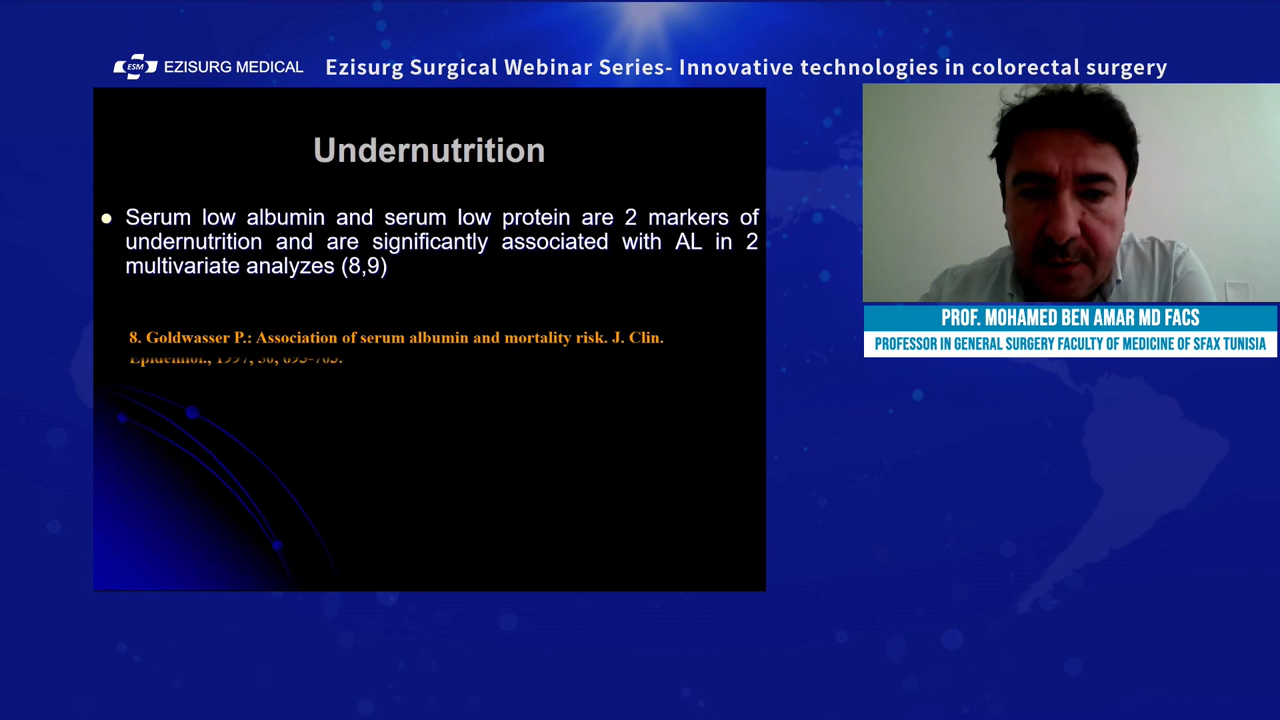 ESM EZISURG MEDICAL Ezisurg Surgical Webinar Series- Innovative technologies in colorectal surgery
Undernutrition
Serum low albumin and serum low protein are 2 markers of
undernutrition and are significantly associated with AL in 2
multivariate analyzes (8,9)
8. Goldwasser P.: Association of serum albumin and mortality risk. J. Clin.
PROF. MOHAMED BEN AMAR MD FACS
PROFESSOR IN GENERAL SURGERY FACULTY OF MEDICINE OF SFAX TUNISIA